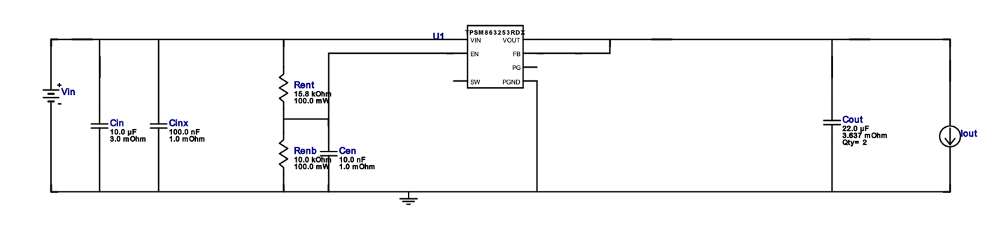 U1
TPSM863253RDX
VIN
VOUT
EN
FB
PG
SW
PGND
+
Vin
-
Cin
10.0 µF
3.0 mOhm
Cinx
100.0 nF
1.0 mOhm
Rent
15.8 kOhm
100.0 mW
Renb
10.0 kOhm
100.0 mW
Cen
10.0 nF
1.0 mOhm
Cout
22.0 µF
3.637 mOhm
Qty= 2
Iout